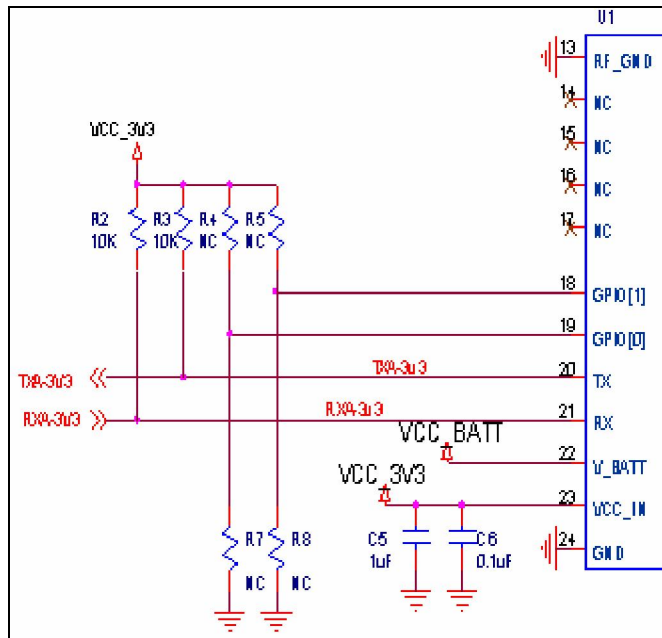 U1
13 RF_GND
14 NC
VCC_3V3
15 NC
16 NC
17 NC
R2 R3 R4 R5
10K 10K NC NC
18 GPIO[1]
19 GPIO[0]
TXA-3V3 TXA-3V3 20 TX
RXA-3V3 RXA-3V3 21 RX
VCC_BATT
22 V_BATT
VCC_3V3
23 VCC_IN
R7 R8 C5 C6 24 GND
1uF 0.1uF
NC NC